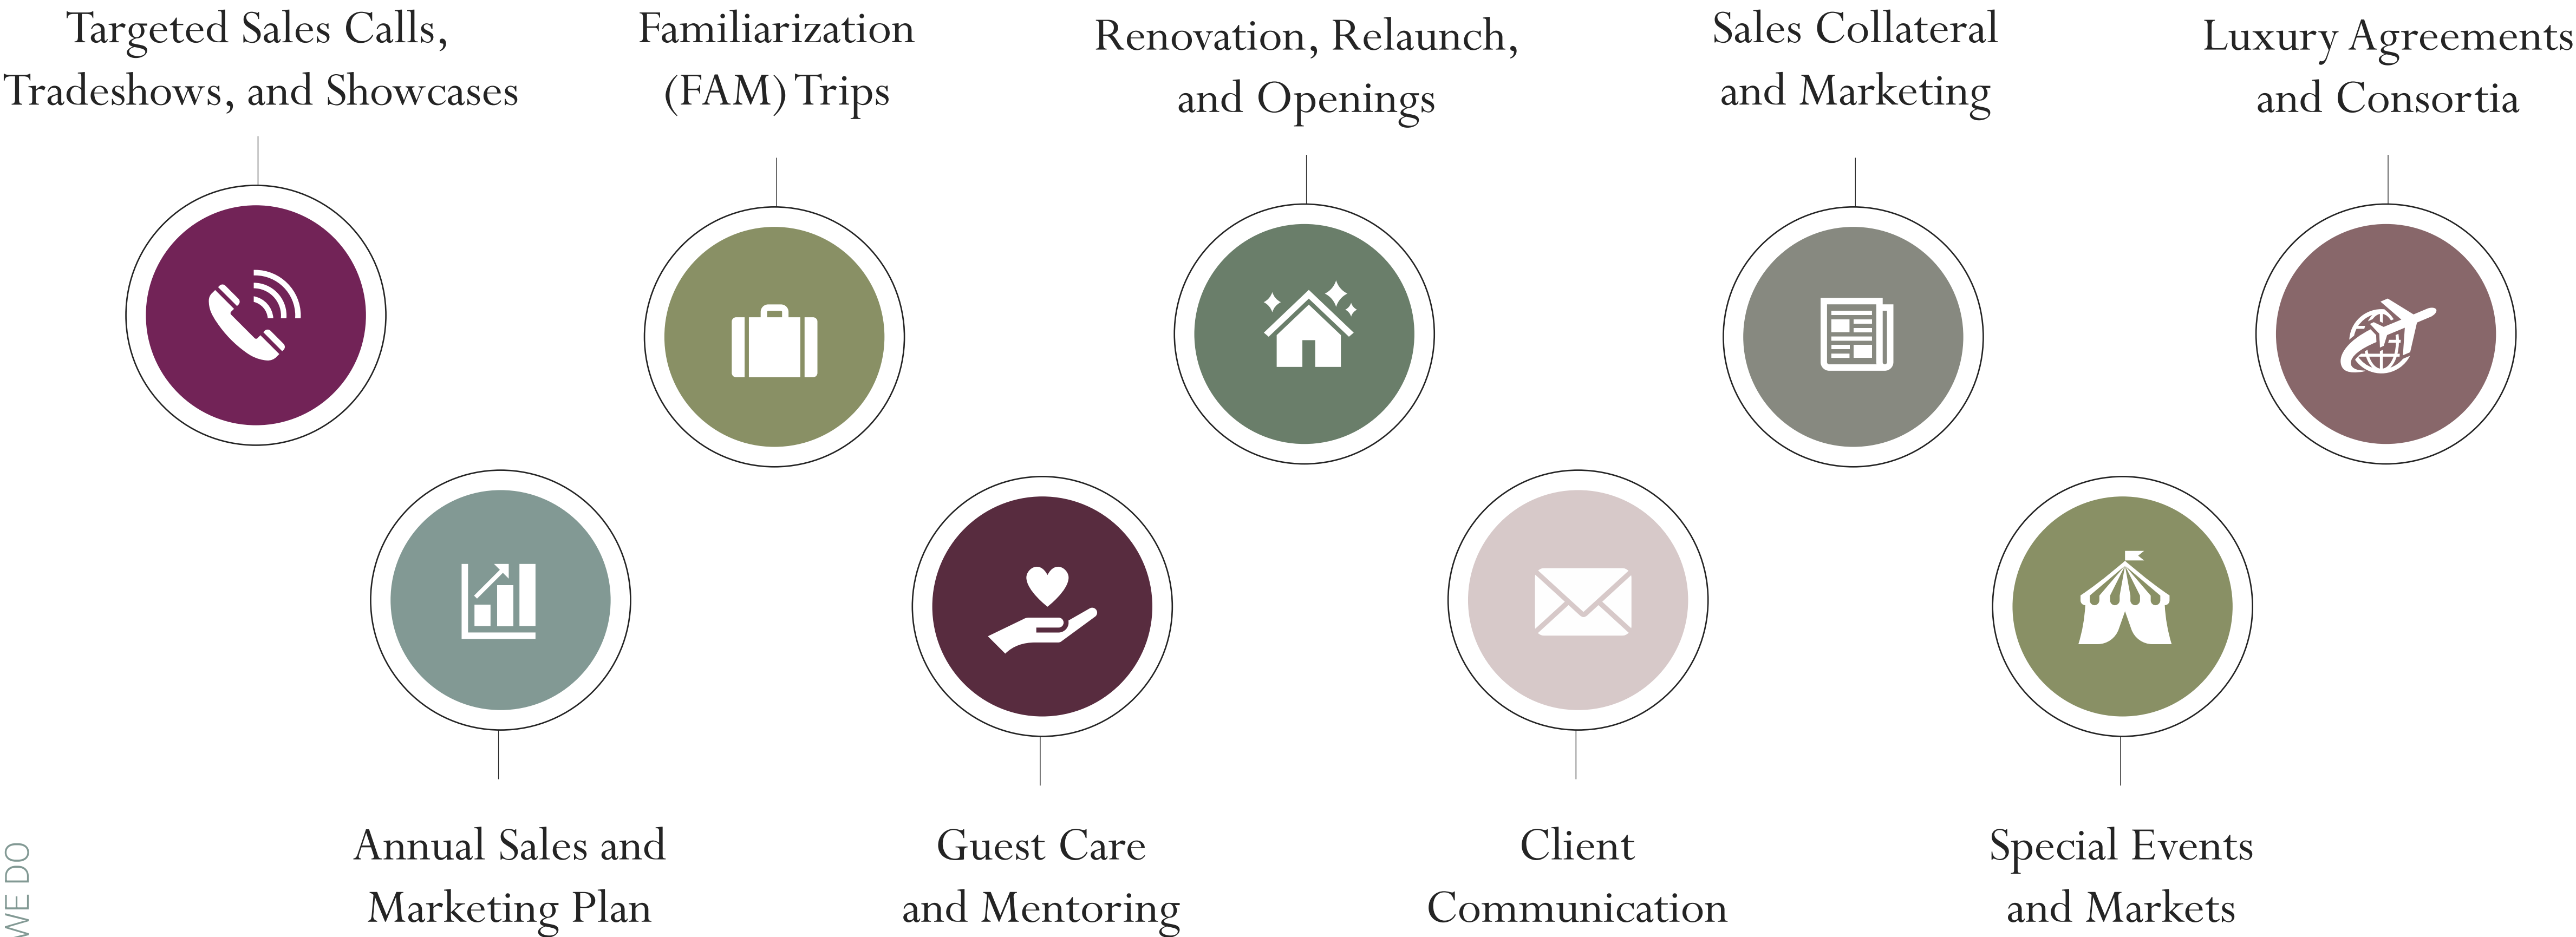 Targeted Sales Calls,
Tradeshows, and Showcases
Familiarization
(FAM) Trips
Renovation, Relaunch,
and Openings
Sales Collateral
and Marketing
Luxury Agreements
and Consortia
Annual Sales and
Marketing Plan
Guest Care
and Mentoring
Client
Communication
Special Events
and Markets
WE DO